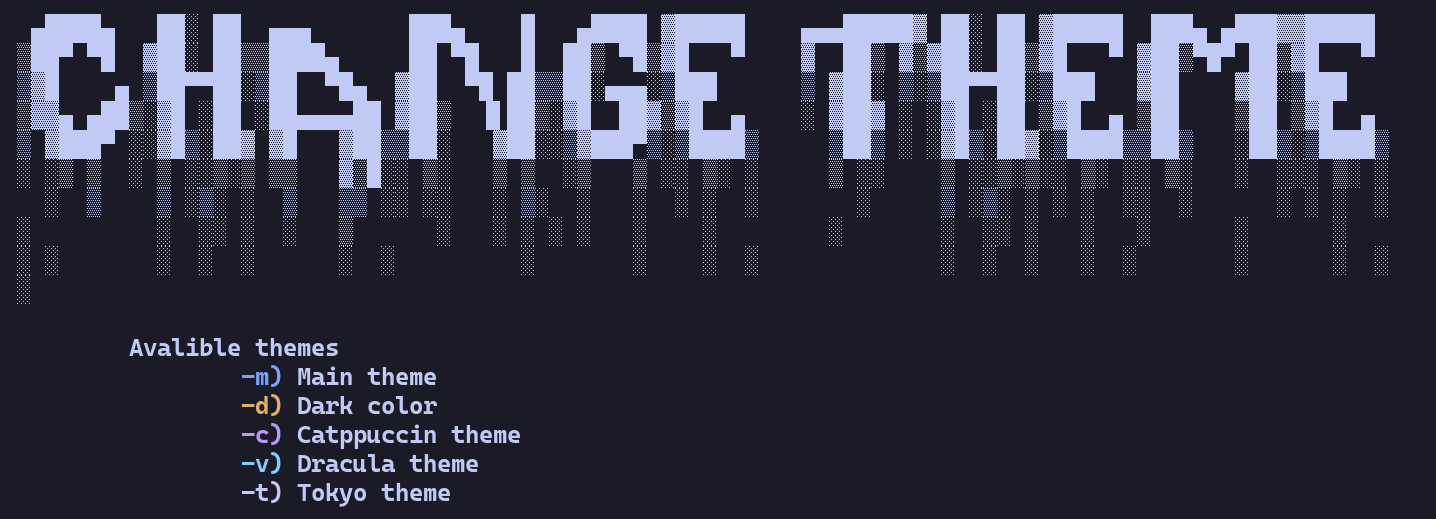 CHANGE THEME
Avalible themes
-m) Main theme
-d) Dark color
-c) Catppuccin theme
-v) Dracula theme
-t) Tokyo theme